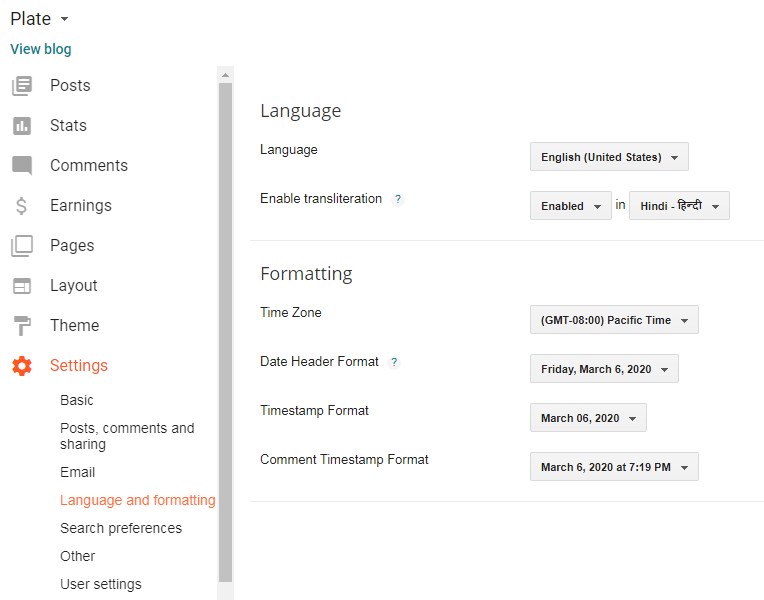 Plate
View blog
Posts
Stats
Comments
Earnings
Pages
Layout
Theme
Settings
Basic
Posts, comments and
sharing
Email
Language and formatting
Search preferences
Other
User settings
Language
Language English (United States)
Enable transliteration ? Enabled in Hindi - हिन्दी
Formatting
Time Zone (GMT-08:00) Pacific Time
Date Header Format ? Friday, March 6, 2020
Timestamp Format March 06, 2020
Comment Timestamp Format March 6, 2020 at 7:19 PM